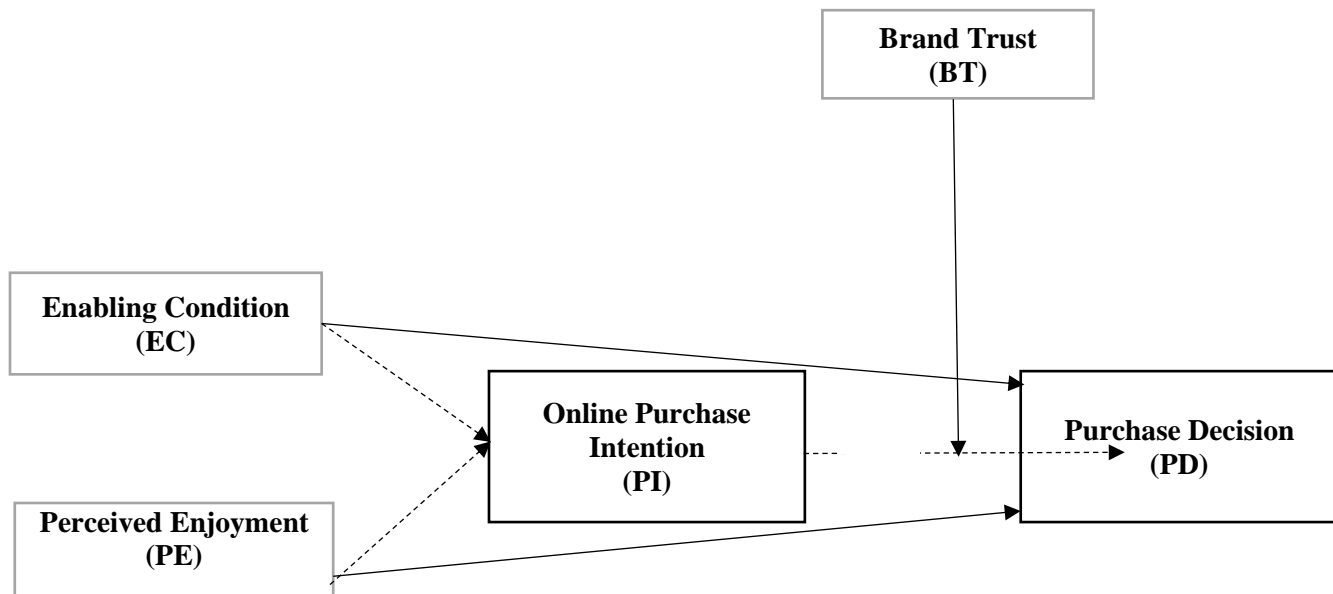 Brand Trust
(BT)
Enabling Condition
(EC)
Online Purchase
Intention
(PI)
Purchase Decision
(PD)
Perceived Enjoyment
(PE)